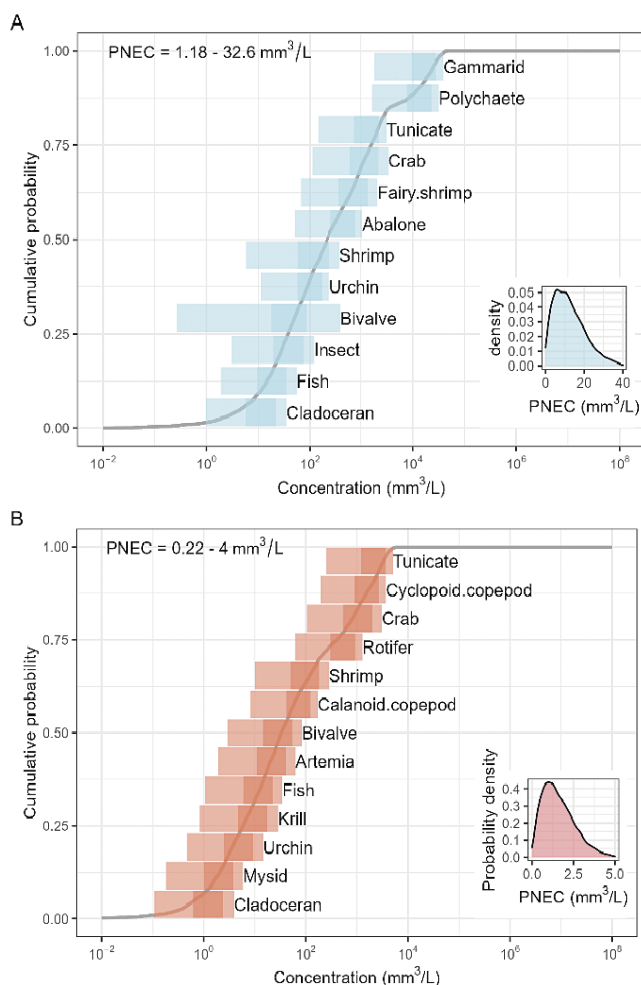 A
PNEC = 1.18 - 32.6 mm³/L
1.00
Gammarid
Polychaete
Tunicate
0.75
Crab
Fairy.shrimp
Abalone
0.50
Shrimp
Urchin
Bivalve
0.25
Insect
Fish
Cladoceran
0.00
Cumulative probability
10⁻² 10⁰ 10² 10⁴ 10⁶ 10⁸
Concentration (mm³/L)
density
0.05
0.04
0.03
0.02
0.01
0.00
0 20 40
PNEC (mm³/L)
B
PNEC = 0.22 - 4 mm³/L
1.00
Tunicate
Cyclopoid.copepod
Crab
0.75
Rotifer
Shrimp
Calanoid.copepod
0.50
Bivalve
Artemia
Fish
Krill
0.25
Urchin
Mysid
Cladoceran
0.00
Cumulative probability
10⁻² 10⁰ 10² 10⁴ 10⁶ 10⁸
Concentration (mm³/L)
Probability density
0.4
0.2
0.0
0.0 2.5 5.0
PNEC (mm³/L)